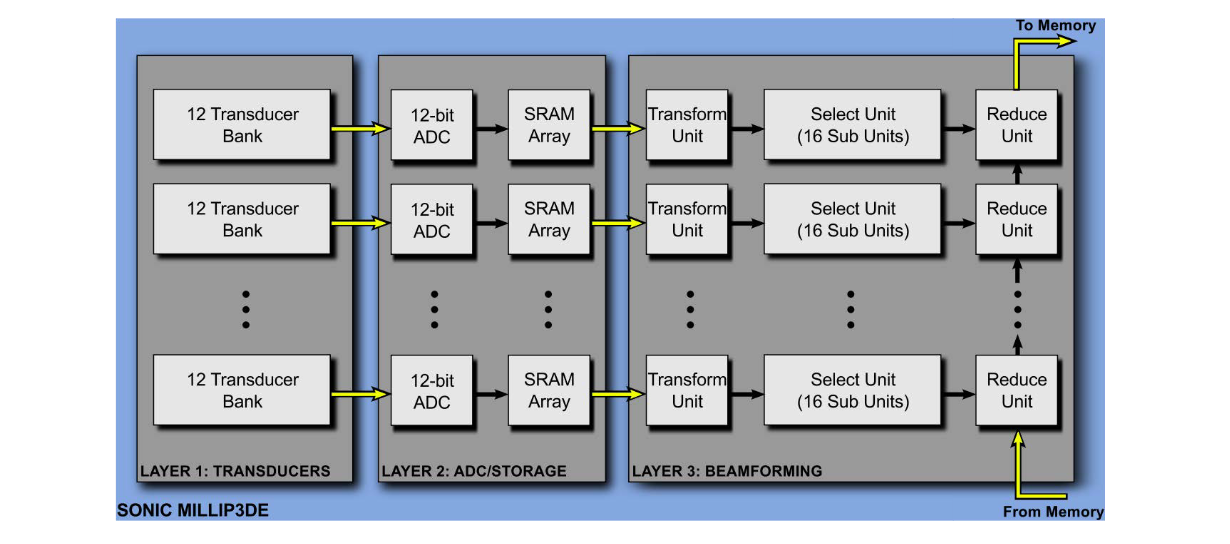 To Memory
12 Transducer
Bank
12-bit
ADC
SRAM
Array
Transform
Unit
Select Unit
(16 Sub Units)
Reduce
Unit
12 Transducer
Bank
12-bit
ADC
SRAM
Array
Transform
Unit
Select Unit
(16 Sub Units)
Reduce
Unit
12 Transducer
Bank
12-bit
ADC
SRAM
Array
Transform
Unit
Select Unit
(16 Sub Units)
Reduce
Unit
LAYER 1: TRANSDUCERS
LAYER 2: ADC/STORAGE
LAYER 3: BEAMFORMING
SONIC MILLIP3DE
From Memory